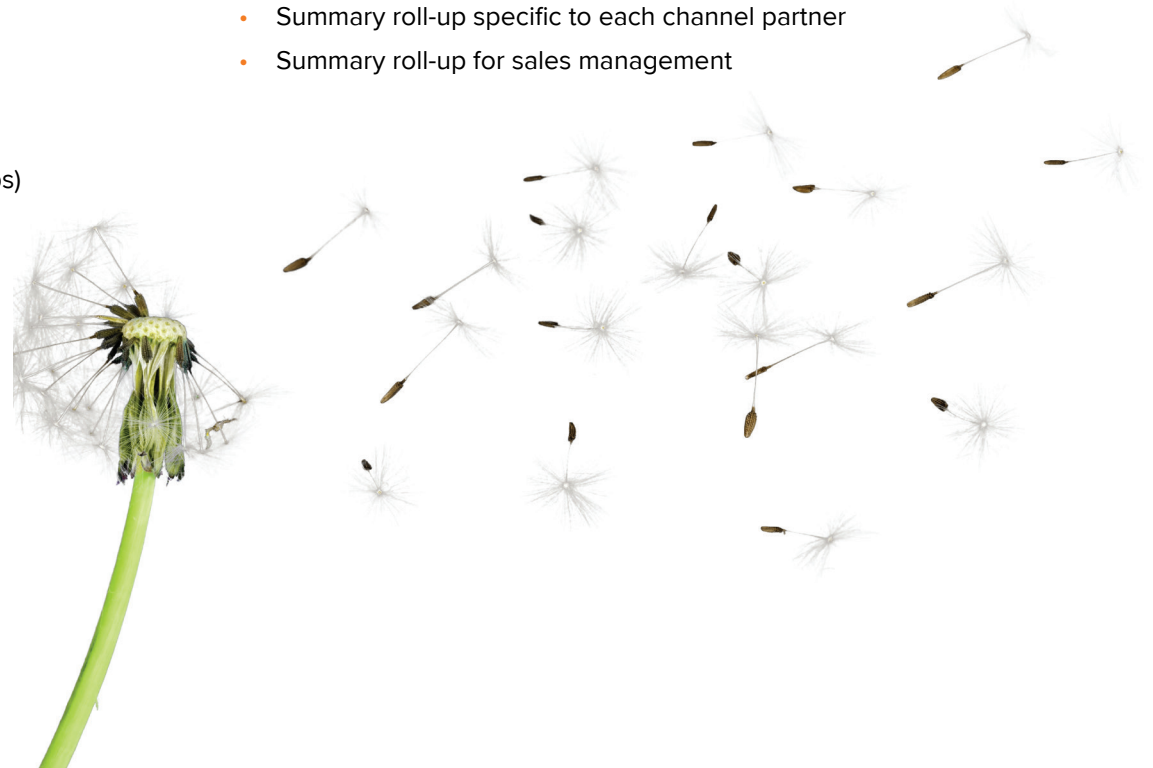 • Summary roll-up specific to each channel partner
• Summary roll-up for sales management
s)